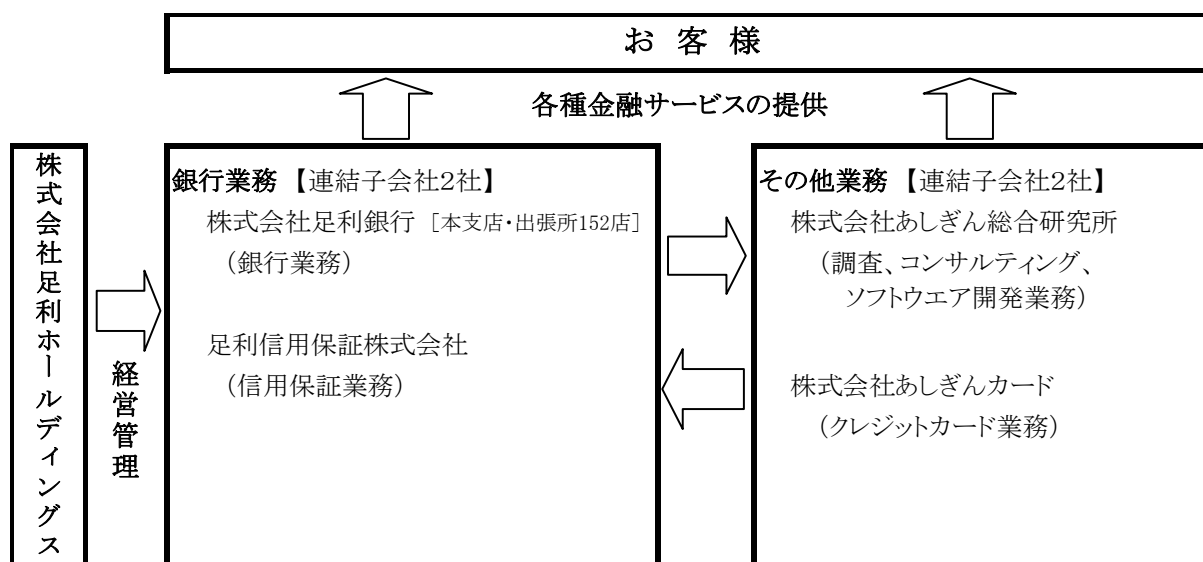 お 客 様
各種金融サービスの提供
株式会社足利ホールディングス
経営管理
銀行業務 【連結子会社2社】
株式会社足利銀行 [本支店・出張所152店]
(銀行業務)
足利信用保証株式会社
(信用保証業務)
その他業務 【連結子会社2社】
株式会社あしぎん総合研究所
(調査、コンサルティング、
ソフトウエア開発業務)
株式会社あしぎんカード
(クレジットカード業務)